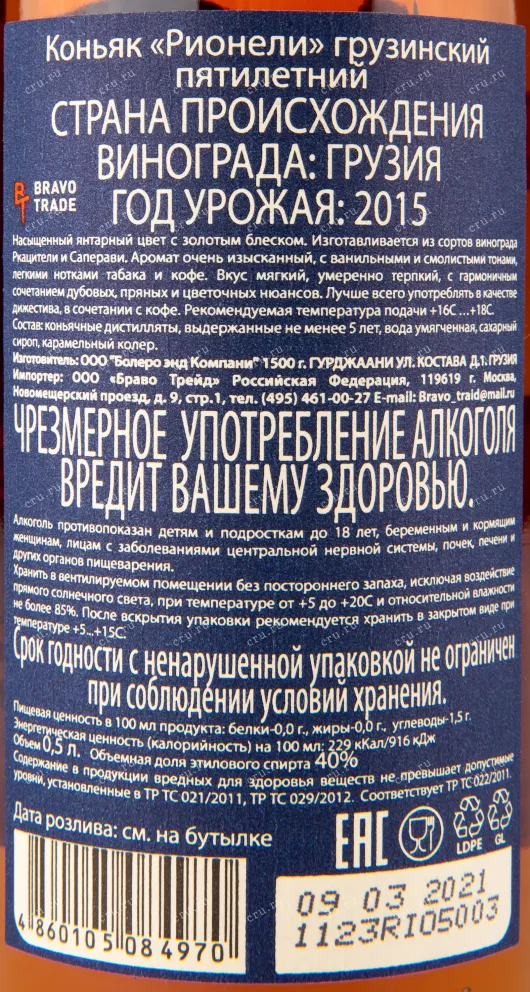 Коньяк «Рионели» грузинский
пятилетний
СТРАНА ПРОИСХОЖДЕНИЯ
ВИНОГРАДА: ГРУЗИЯ
BRAVO
TRADE
ГОД УРОЖАЯ: 2015
Насыщенный янтарный цвет с золотым блеском. Изготавливается из сортов винограда
Ркацители и Саперави. Аромат очень изысканный, с ванильными и смолистыми тонами,
легкими нотками табака и кофе. Вкус мягкий, умеренно терпкий, с гармоничным
сочетанием дубовых, пряных и цветочных нюансов. Лучше всего употреблять в качестве
дижестива, в сочетании с кофе. Рекомендуемая температура подачи +16С ...+18С.
Состав: коньячные дистилляты, выдержанные не менее 5 лет, вода умягченная, сахарный
сироп, карамельный колер.
Изготовитель: ООО "Болеро энд Компани" 1500 г. ГУРДЖААНИ УЛ. КОСТАВА Д.1. ГРУЗИЯ
Импортер: ООО «Браво Трейд» Российская Федерация, 119619 г. Москва,
Новомещерский проезд, д. 9, стр.1, тел. (495) 461-00-27 E-mail: Bravo_traid@mail.ru
ЧРЕЗМЕРНОЕ УПОТРЕБЛЕНИЕ АЛКОГОЛЯ
ВРЕДИТ ВАШЕМУ ЗДОРОВЬЮ.
Алкоголь противопоказан детям и подросткам до 18 лет, беременным и кормящим
женщинам, лицам с заболеваниями центральной нервной системы, почек, печени и
других органов пищеварения.
Хранить в вентилируемом помещении без постороннего запаха, исключая воздействие
прямого солнечного света, при температуре от +5 до +20С и относительной влажности
не более 85%. После вскрытия упаковки рекомендуется хранить в закрытом виде при
температуре +5...+15С.
Срок годности с ненарушенной упаковкой не ограничен
при соблюдении условий хранения.
Пищевая ценность в 100 мл продукта: белки-0,0 г., жиры-0,0 г., углеводы-1,5 г.
Энергетическая ценность (калорийность) на 100 мл: 229 кКал/916 кДж
Объем 0,5 л. Объемная доля этилового спирта 40%
Содержание в продукции вредных для здоровья веществ не превышает допустимые
уровни, установленные в ТР ТС 021/2011, ТР ТС 029/2012. Соответствует ТР ТС 022/2011.
Дата розлива: см. на бутылке
ЕАС
LDPE
GL
09 03 2021
1123RIO5003
4 860105 084970